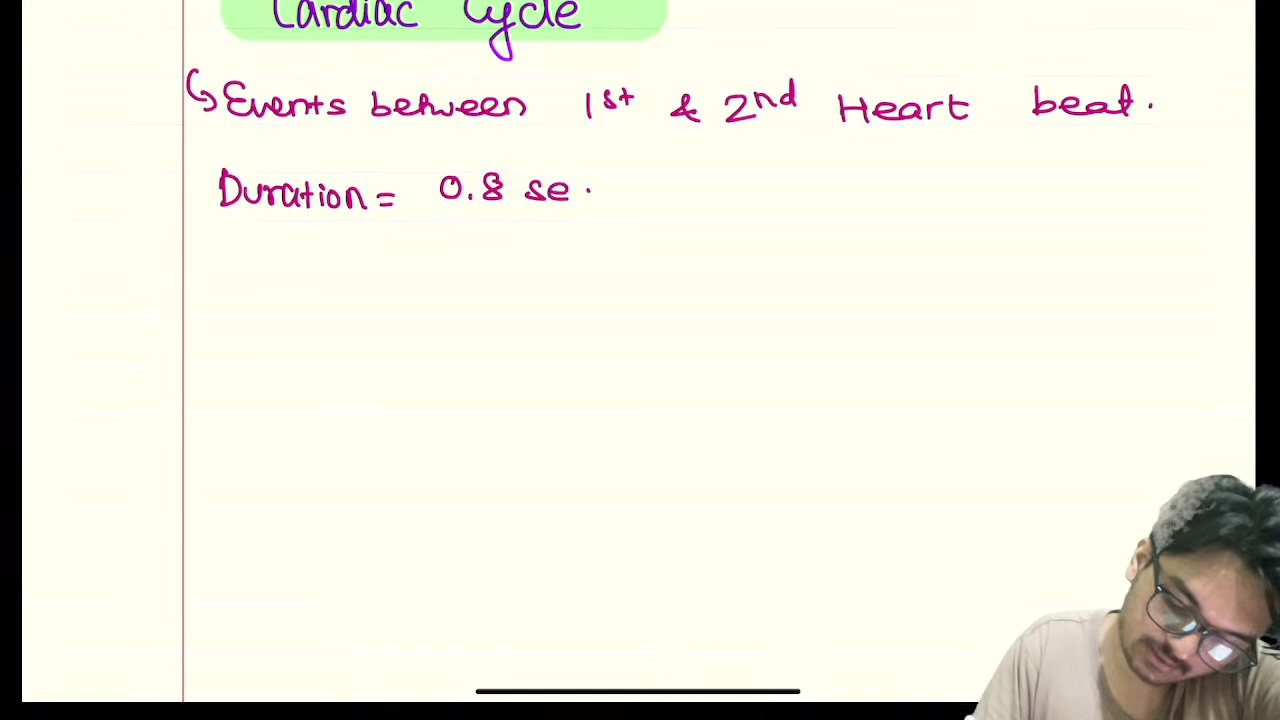 Cardiac Cycle
↳ Events between 1st & 2nd Heart beat.
Duration = 0.8 se.